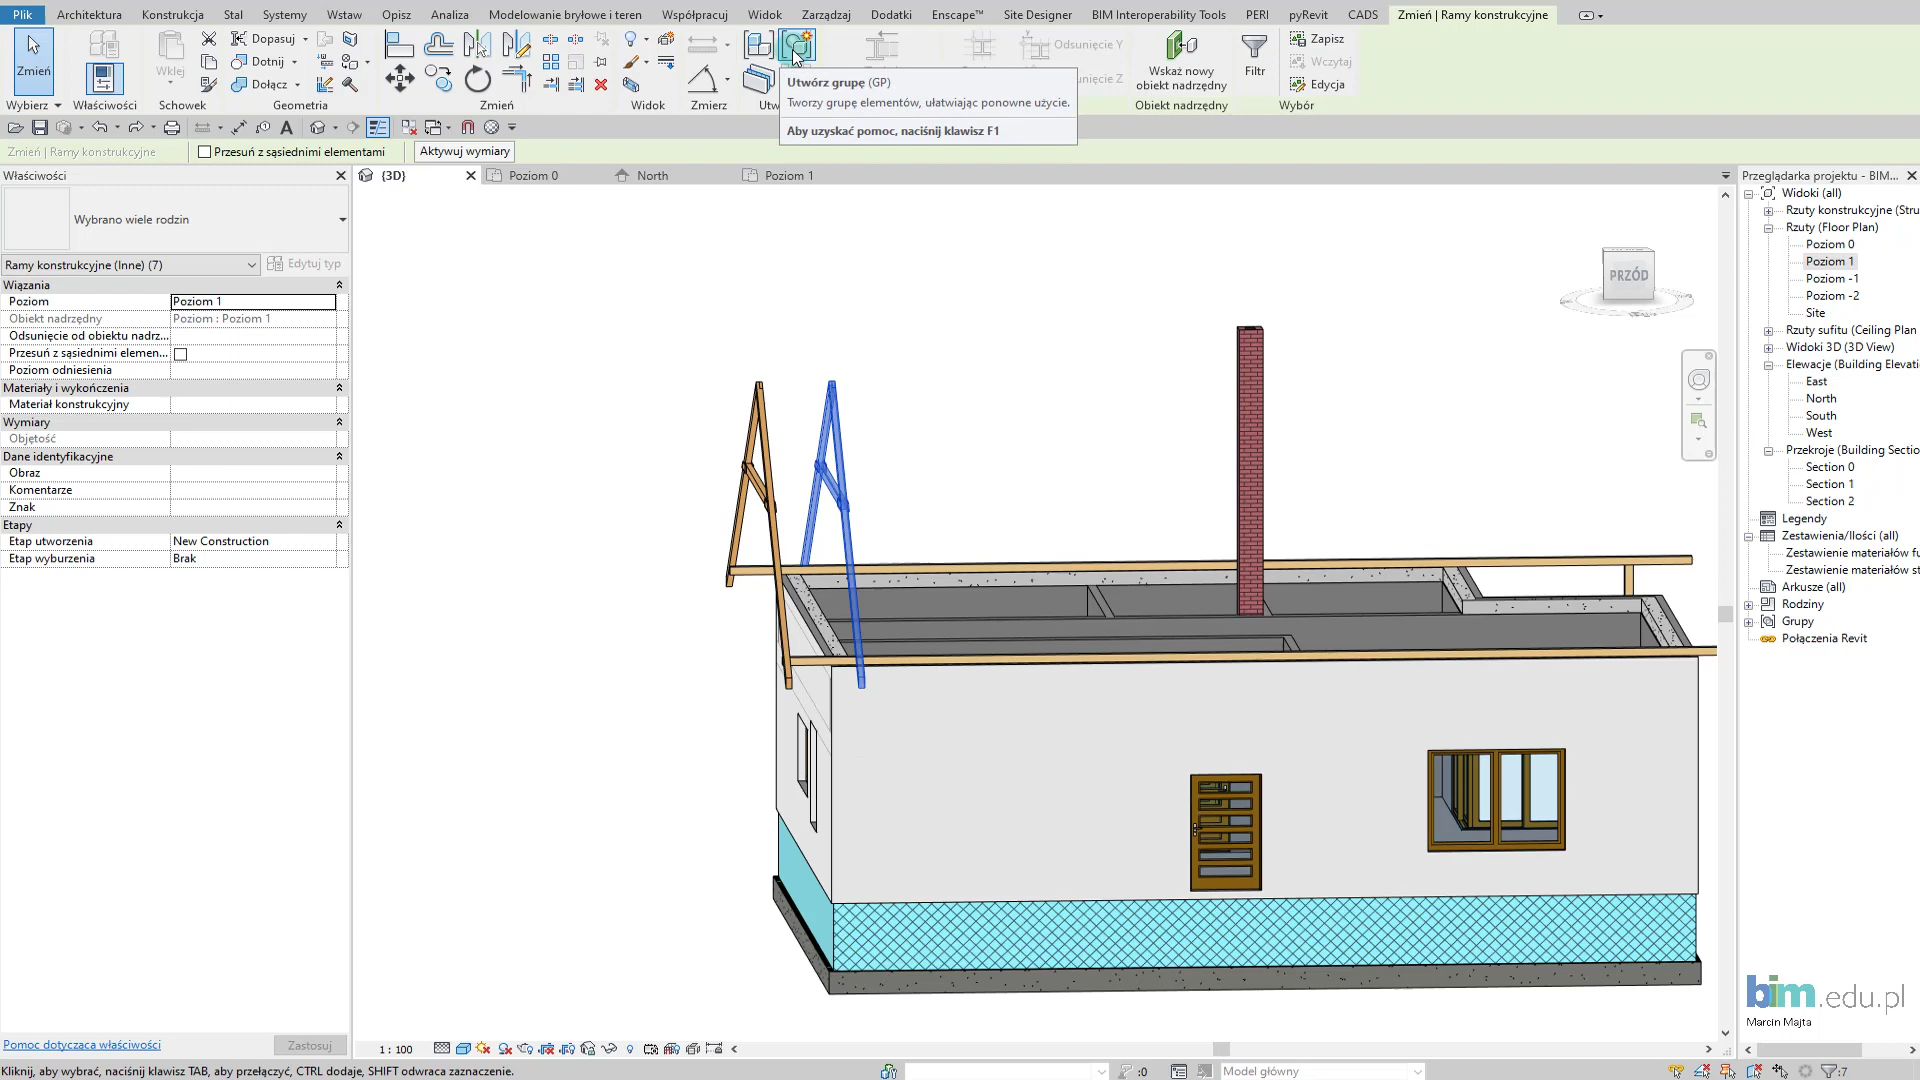 Plik Architektura Konstrukcja Stal Systemy Wstaw Opisz Analiza Modelowanie bryłowe i teren Współpracuj Widok Zarządzaj Dodatki Enscape™ Site Designer BIM Interoperability Tools PERI pyRevit CADS Zmień | Ramy konstrukcyjne
Zmień
Wklej
Dopasuj
Dotnij
Dołącz
Odsunięcie Y
Wskaż nowy
obiekt nadrzędny
Filtr
Zapisz
Wczytaj
Edycja
Wybierz Właściwości Schowek Geometria Zmień Widok Zmierz Obiekt nadrzędny Wybór
Utwórz grupę (GP)
Tworzy grupę elementów, ułatwiając ponowne użycie.
Aby uzyskać pomoc, naciśnij klawisz F1
Zmień | Ramy konstrukcyjne Przesuń z sąsiednimi elementami Aktywuj wymiary
Właściwości
Wybrano wiele rodzin
Ramy konstrukcyjne (Inne) (7) Edytuj typ
Wiązania
Poziom Poziom 1
Obiekt nadrzędny Poziom : Poziom 1
Odsunięcie od obiektu nadrz...
Przesuń z sąsiednimi elemen...
Poziom odniesienia
Materiały i wykończenia
Materiał konstrukcyjny
Wymiary
Objętość
Dane identyfikacyjne
Obraz
Komentarze
Znak
Etapy
Etap utworzenia New Construction
Etap wyburzenia Brak
Pomoc dotycząca właściwości Zastosuj
{3D} Poziom 0 North Poziom 1
PRZÓD
1 : 100
Przeglądarka projektu - BIM...
Widoki (all)
Rzuty konstrukcyjne (Stru
Rzuty (Floor Plan)
Poziom 0
Poziom 1
Poziom -1
Poziom -2
Site
Rzuty sufitu (Ceiling Plan
Widoki 3D (3D View)
Elewacje (Building Elevati
East
North
South
West
Przekroje (Building Sectio
Section 0
Section 1
Section 2
Legendy
Zestawienia/Ilości (all)
Zestawienie materiałów fu
Zestawienie materiałów st
Arkusze (all)
Rodziny
Grupy
Połączenia Revit
bim.edu.pl
Marcin Majta
Kliknij, aby wybrać, naciśnij klawisz TAB, aby przełączyć, CTRL dodaje, SHIFT odwraca zaznaczenie. :0 Model główny :7